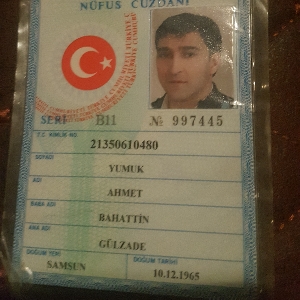 NÜFUS CÜZDANI
SERİ B11 № 997445
T.C. KİMLİK NO.
21350610480
SOYADI
YUMUK
ADI
AHMET
BABA ADI
BAHATTİN
ANA ADI
GÜLZADE
DOĞUM YERİ DOĞUM TARİHİ
SAMSUN 10.12.1965